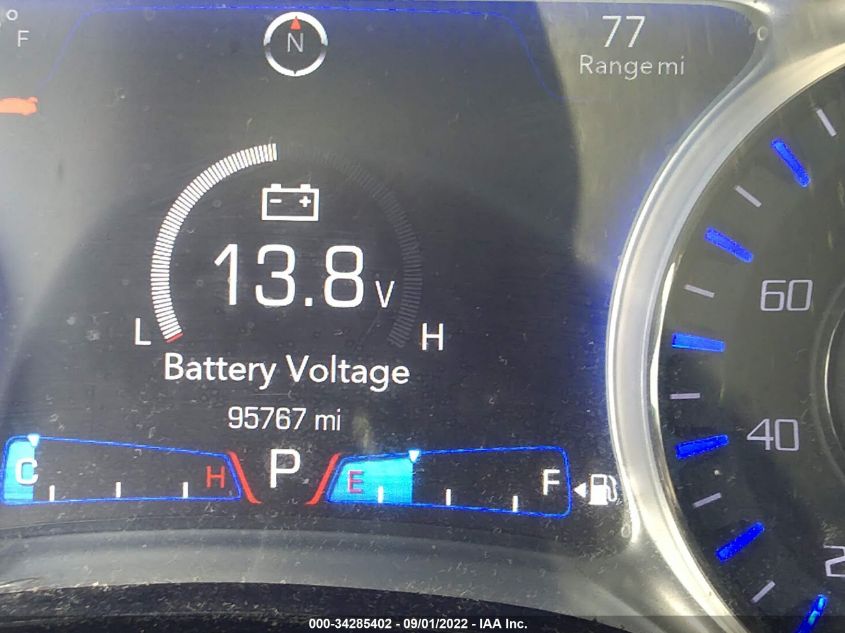 ° F
N
77
Range mi
13.8 V
L
H
Battery Voltage
95767 mi
C
H
P
E
F
60
40
000-34285402 - 09/01/2022 - IAA Inc.